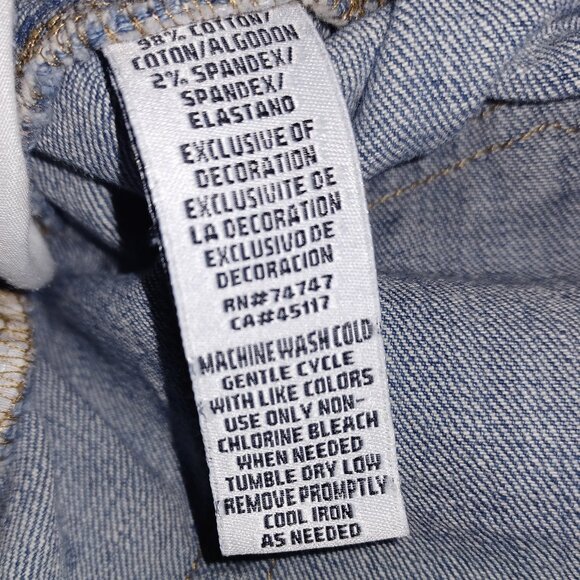 98% COTTON/
COTON/ALGODON
2% SPANDEX/
SPANDEX/
ELASTANO
EXCLUSIVE OF
DECORATION
EXCLUSIVITE DE
LA DECORATION
EXCLUSIVO DE
DECORACION
RN#74747
CA#45117
MACHINE WASH COLD
GENTLE CYCLE
WITH LIKE COLORS
USE ONLY NON-
CHLORINE BLEACH
WHEN NEEDED
TUMBLE DRY LOW
REMOVE PROMPTLY
COOL IRON
AS NEEDED